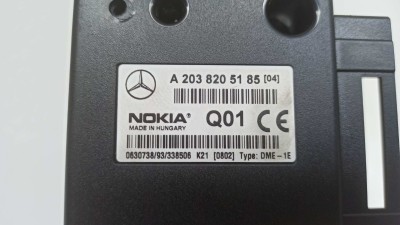 A 203 820 51 85 [04]
NOKIA® Q01 CE
MADE IN HUNGARY
0630738/93/338506 K21 [0802] Type: DME-1E